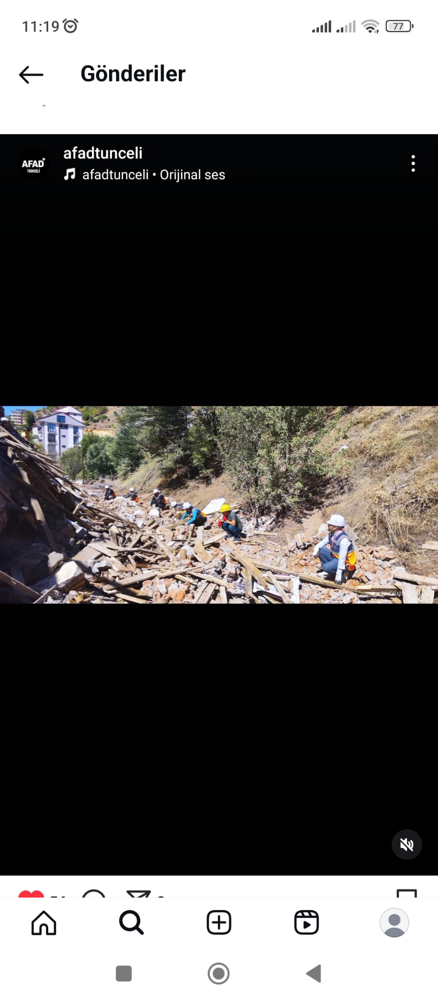 11:19
77
Gönderiler
AFAD
TUNCELİ
afadtunceli
afadtunceli • Orijinal ses